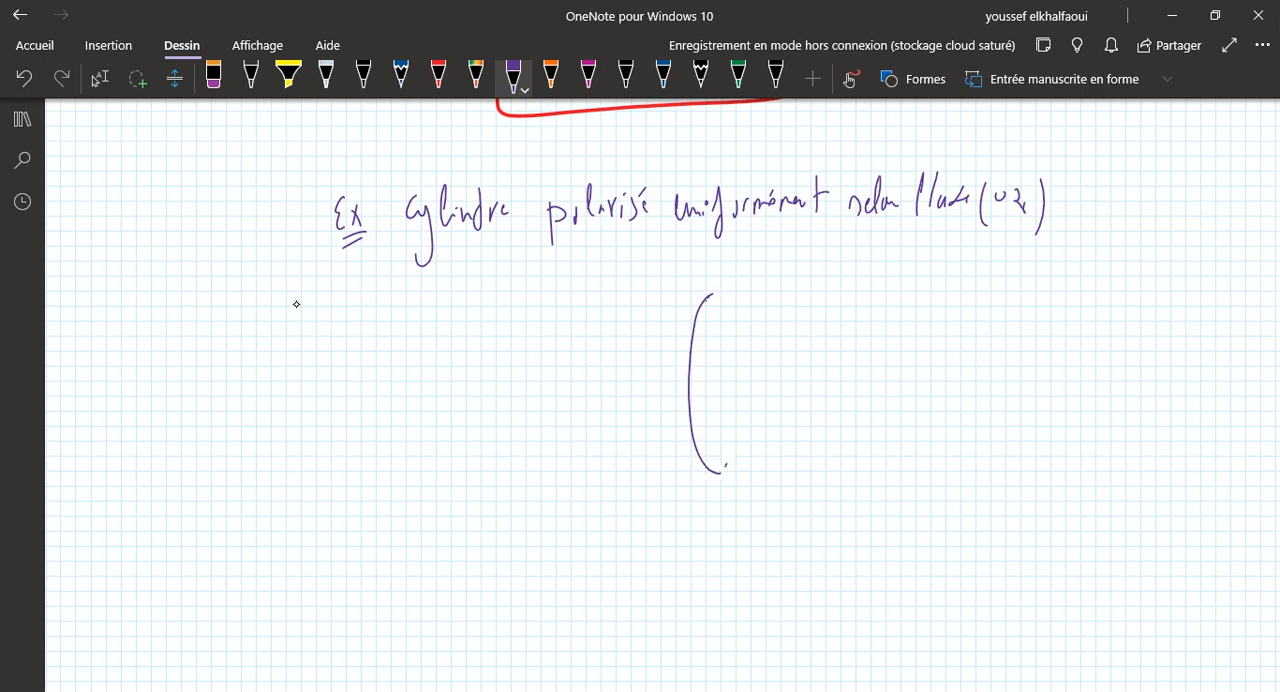 OneNote pour Windows 10
youssef elkhalfaoui
Accueil Insertion Dessin Affichage Aide
Enregistrement en mode hors connexion (stockage cloud saturé)
Partager
Formes
Entrée manuscrite en forme
Ex cylindre polarisé uniformément selon l'axe (oz)